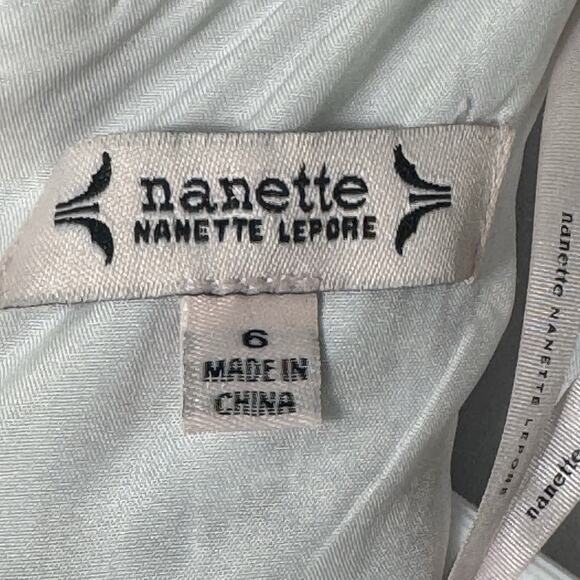 nanette
NANETTE LEPORE
6
MADE IN
CHINA
nanette NANETTE LEPORE
nanette